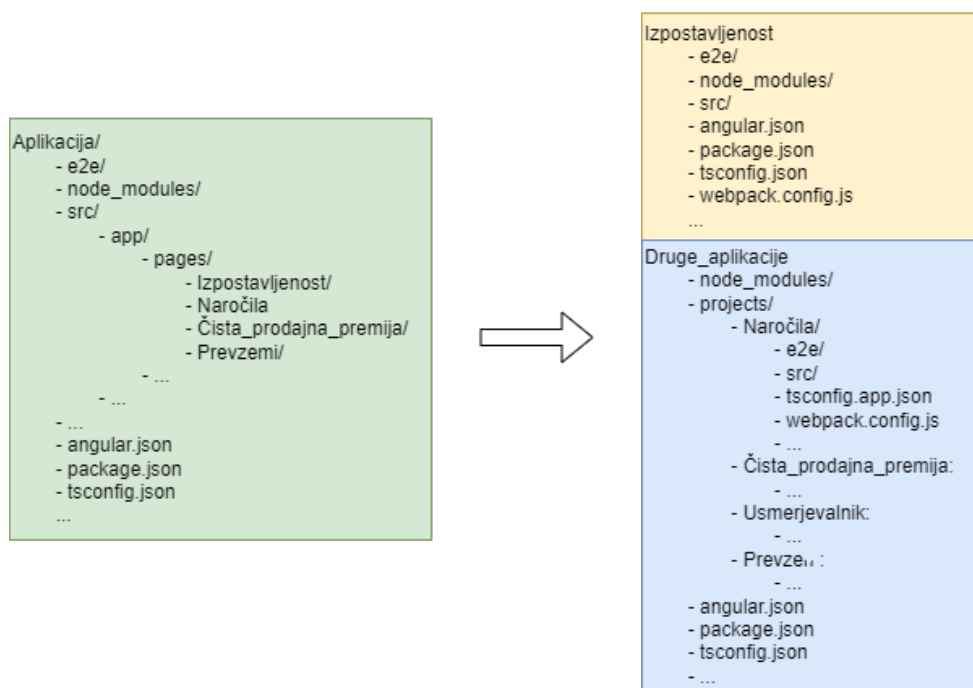 Aplikacija/
- e2e/
- node_modules/
- src/
- app/
- pages/
- Izpostavljenost/
- Naročila
- Čista_prodajna_premija/
- Prevzemi/
- ...
- ...
- ...
- angular.json
- package.json
- tsconfig.json
...
Izpostavljenost
- e2e/
- node_modules/
- src/
- angular.json
- package.json
- tsconfig.json
- webpack.config.js
...
Druge_aplikacije
- node_modules/
- projects/
- Naročila/
- e2e/
- src/
- tsconfig.app.json
- webpack.config.js
- ...
- Čista_prodajna_premija:
- ...
- Usmerjevalnik:
- ...
- :
- ...
- angular.json
- package.json
- tsconfig.json
- ...